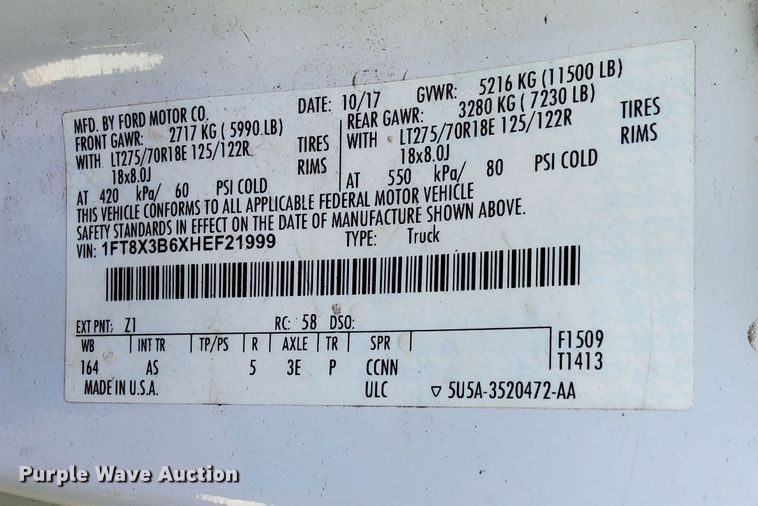 MFD. BY FORD MOTOR CO.
DATE: 10/17 GVWR: 5216 KG (11500 LB)
FRONT GAWR: 2717 KG ( 5990 LB) REAR GAWR: 3280 KG ( 7230 LB)
WITH LT275/70R18E 125/122R TIRES WITH LT275/70R18E 125/122R TIRES
18x8.0J RIMS 18x8.0J RIMS
AT 420 kPa/ 60 PSI COLD AT 550 kPa/ 80 PSI COLD
THIS VEHICLE CONFORMS TO ALL APPLICABLE FEDERAL MOTOR VEHICLE
SAFETY STANDARDS IN EFFECT ON THE DATE OF MANUFACTURE SHOWN ABOVE.
VIN: 1FT8X3B6XHEF21999 TYPE: Truck
EXT PNT: Z1 RC: 58 DSO:
WB INT TR TP/PS R AXLE TR SPR F1509
164 AS 5 3E P CCNN T1413
MADE IN U.S.A. ULC ▽ 5U5A-3520472-AA
Purple Wave Auction